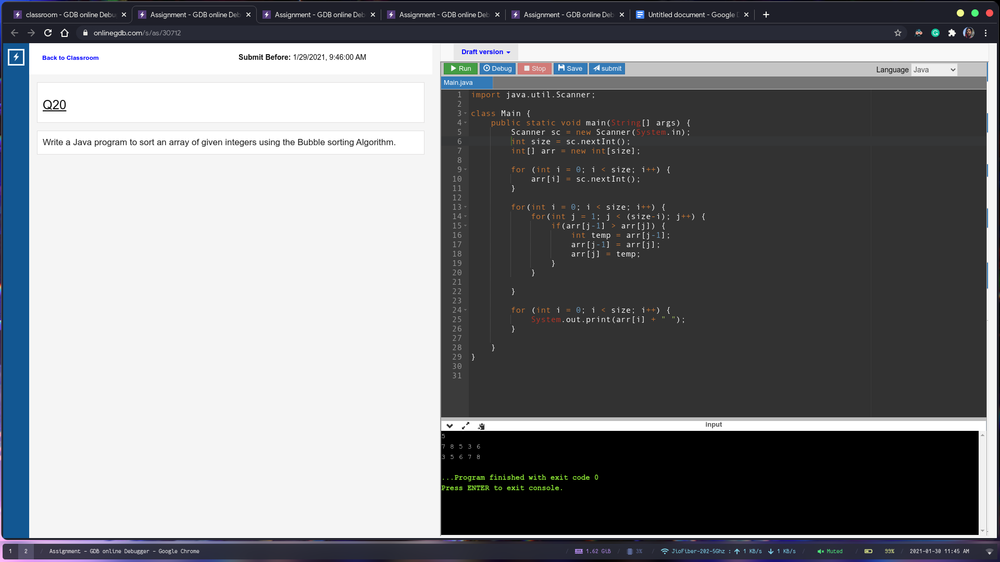 classroom - GDB online Debu
Assignment - GDB online Deb
Assignment - GDB online Deb
Assignment - GDB online Deb
Assignment - GDB online Deb
Untitled document - Google
onlinegdb.com/s/as/30712
Back to Classroom
Submit Before: 1/29/2021, 9:46:00 AM
Q20
Write a Java program to sort an array of given integers using the Bubble sorting Algorithm.
Draft version
Run Debug Stop Save submit
Language Java
Main.java
1 import java.util.Scanner;
2
3 class Main {
4     public static void main(String[] args) {
5         Scanner sc = new Scanner(System.in);
6         int size = sc.nextInt();
7         int[] arr = new int[size];
8
9         for (int i = 0; i < size; i++) {
10             arr[i] = sc.nextInt();
11         }
12
13         for(int i = 0; i < size; i++) {
14             for(int j = 1; j < (size-i); j++) {
15                 if(arr[j-1] > arr[j]) {
16                     int temp = arr[j-1];
17                     arr[j-1] = arr[j];
18                     arr[j] = temp;
19                 }
20             }
21
22         }
23
24         for (int i = 0; i < size; i++) {
25             System.out.print(arr[i] + " ");
26         }
27
28     }
29 }
30
31
input
5
7 8 5 3 6
3 5 6 7 8
...Program finished with exit code 0
Press ENTER to exit console.
1 2 / Assignment - GDB online Debugger - Google Chrome / 1.62 GiB / 3% / JioFiber-202-5Ghz : 1 KB/s 1 KB/s / Muted / 99% / 2021-01-30 11:45 AM